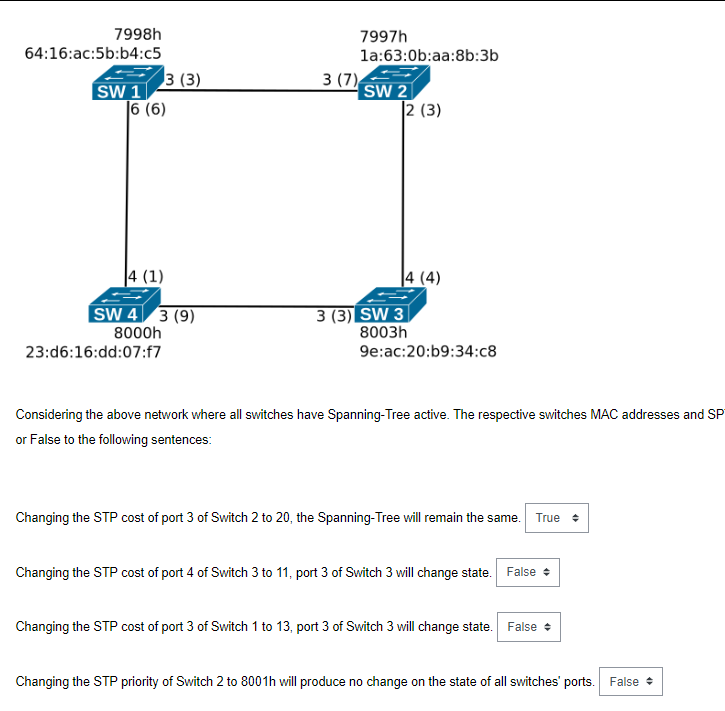 7998h
64:16:ac:5b:b4:c5
7997h
1a:63:0b:aa:8b:3b
SW 1
3 (3)
3 (7)
SW 2
6 (6)
2 (3)
4 (1)
4 (4)
SW 4
3 (9)
3 (3)
SW 3
8000h
23:d6:16:dd:07:f7
8003h
9e:ac:20:b9:34:c8
Considering the above network where all switches have Spanning-Tree active. The respective switches MAC addresses and SP
or False to the following sentences:
Changing the STP cost of port 3 of Switch 2 to 20, the Spanning-Tree will remain the same. True
Changing the STP cost of port 4 of Switch 3 to 11, port 3 of Switch 3 will change state. False
Changing the STP cost of port 3 of Switch 1 to 13, port 3 of Switch 3 will change state. False
Changing the STP priority of Switch 2 to 8001h will produce no change on the state of all switches' ports. False